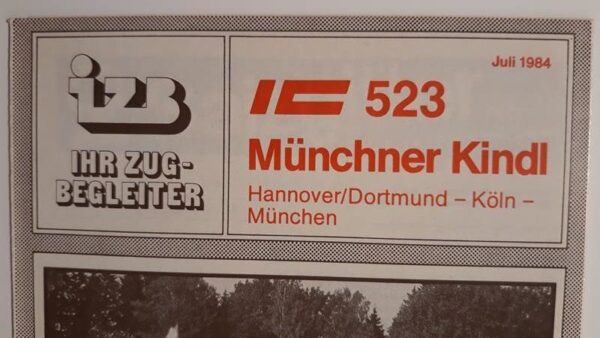 Juli 1984
izb
IHR ZUG-
BEGLEITER
IC 523
Münchner Kindl
Hannover/Dortmund – Köln –
München